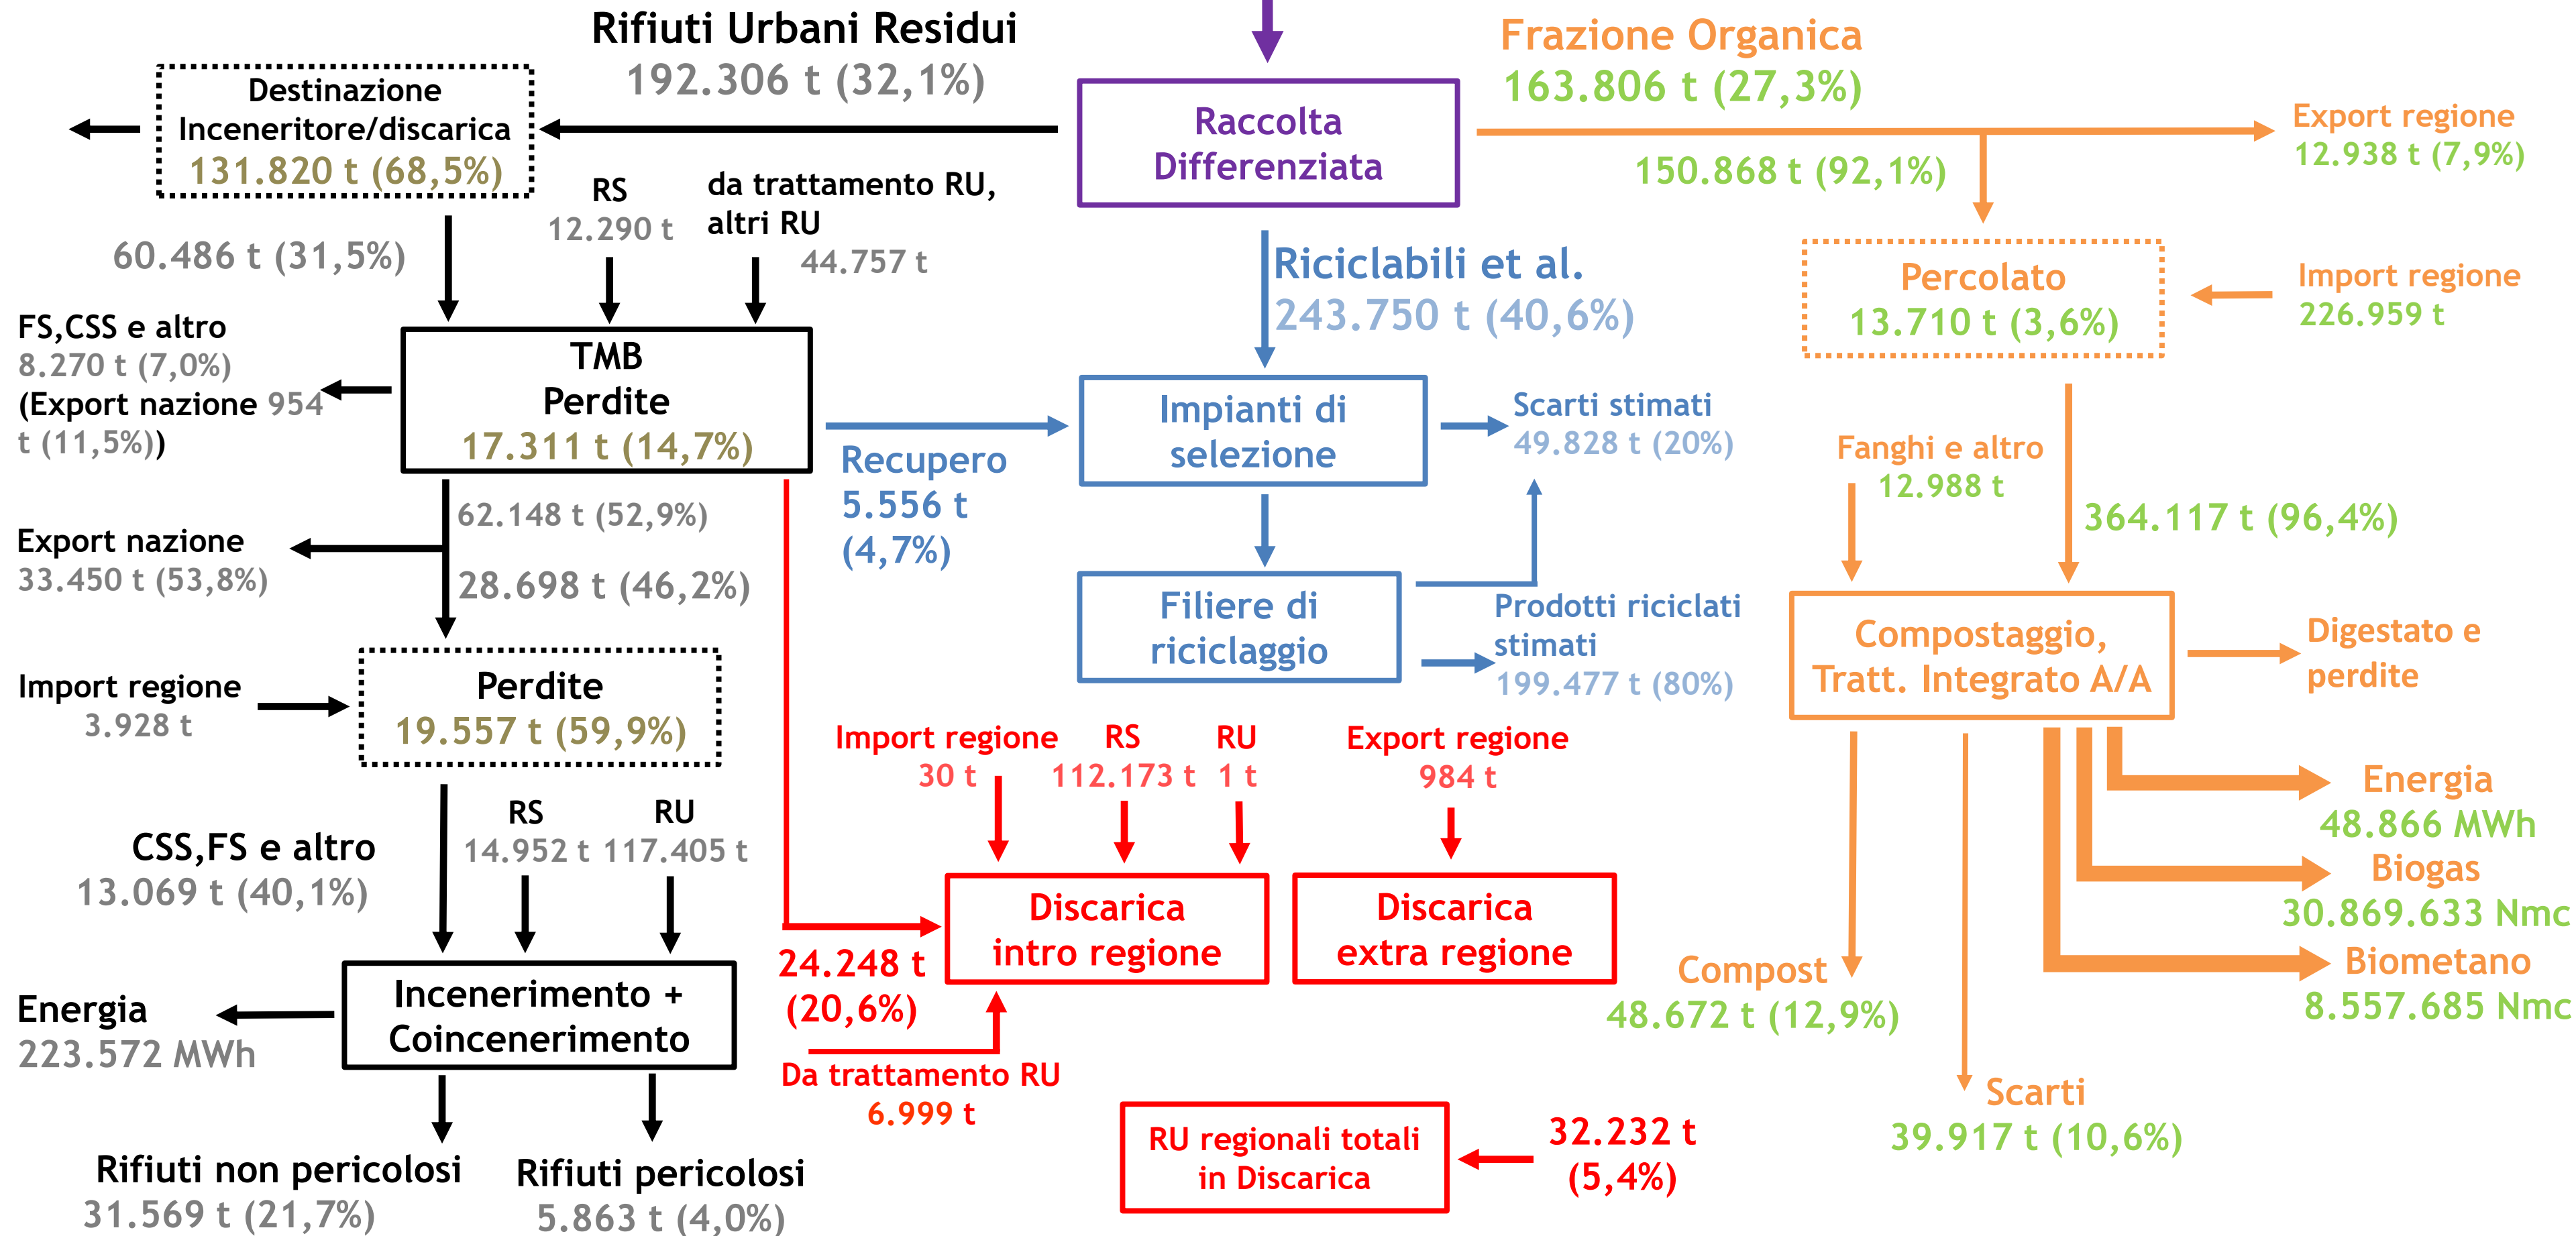 Rifiuti Urbani Residui
192.306 t (32,1%)
Destinazione
Inceneritore/discarica
131.820 t (68,5%)
60.486 t (31,5%)
RS
12.290 t
da trattamento RU,
altri RU
44.757 t
FS,CSS e altro
8.270 t (7,0%)
(Export nazione 954
t (11,5%))
TMB
Perdite
17.311 t (14,7%)
62.148 t (52,9%)
Export nazione
33.450 t (53,8%)
28.698 t (46,2%)
Import regione
3.928 t
Perdite
19.557 t (59,9%)
CSS,FS e altro
13.069 t (40,1%)
RS
14.952 t
RU
117.405 t
Incenerimento +
Coincenerimento
Energia
223.572 MWh
Rifiuti non pericolosi
31.569 t (21,7%)
Rifiuti pericolosi
5.863 t (4,0%)
Raccolta
Differenziata
Riciclabili et al.
243.750 t (40,6%)
Recupero
5.556 t
(4,7%)
Impianti di
selezione
Scarti stimati
49.828 t (20%)
Filiere di
riciclaggio
Prodotti riciclati
stimati
199.477 t (80%)
Import regione
30 t
RS
112.173 t
RU
1 t
Export regione
984 t
Discarica
intro regione
Discarica
extra regione
24.248 t
(20,6%)
Da trattamento RU
6.999 t
RU regionali totali
in Discarica
32.232 t
(5,4%)
Frazione Organica
163.806 t (27,3%)
Export regione
12.938 t (7,9%)
150.868 t (92,1%)
Percolato
13.710 t (3,6%)
Import regione
226.959 t
Fanghi e altro
12.988 t
364.117 t (96,4%)
Compostaggio,
Tratt. Integrato A/A
Digestato e
perdite
Energia
48.866 MWh
Biogas
30.869.633 Nmc
Biometano
8.557.685 Nmc
Compost
48.672 t (12,9%)
Scarti
39.917 t (10,6%)